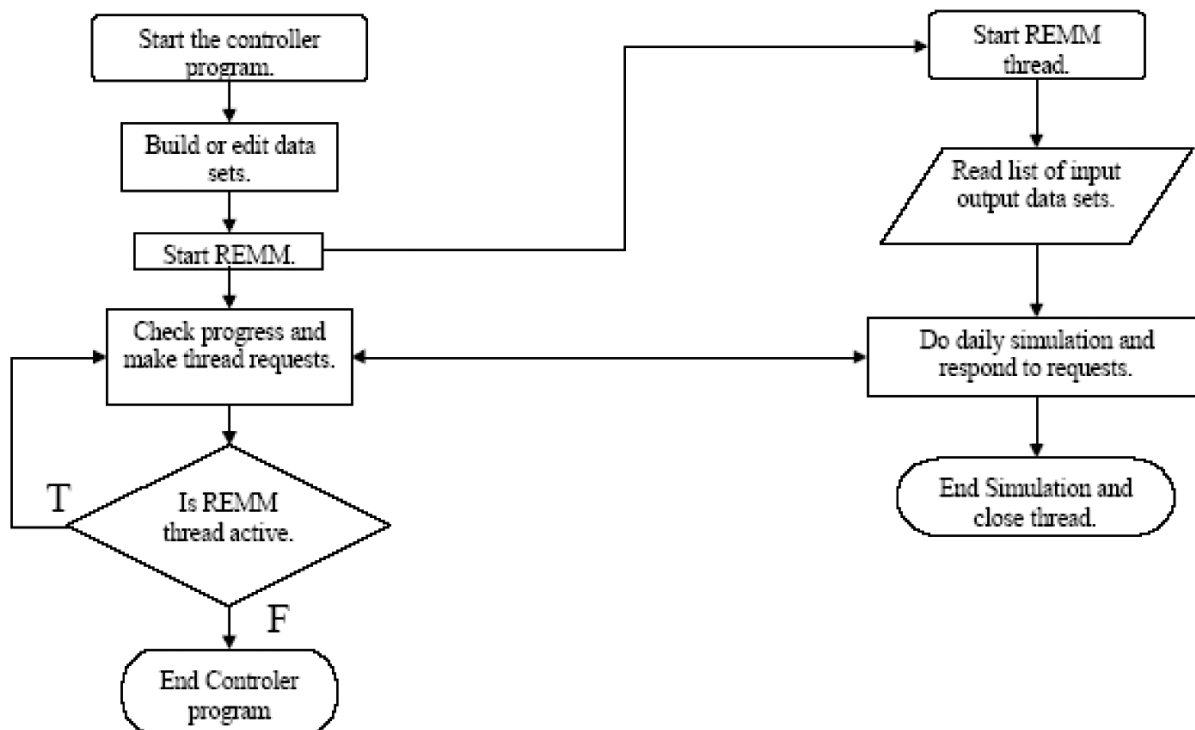 Start the controller
program.
Build or edit data
sets.
Start REMM.
Check progress and
make thread requests.
T
Is REMM
thread active.
F
End Controler
program
Start REMM
thread.
Read list of input
output data sets.
Do daily simulation and
respond to requests.
End Simulation and
close thread.